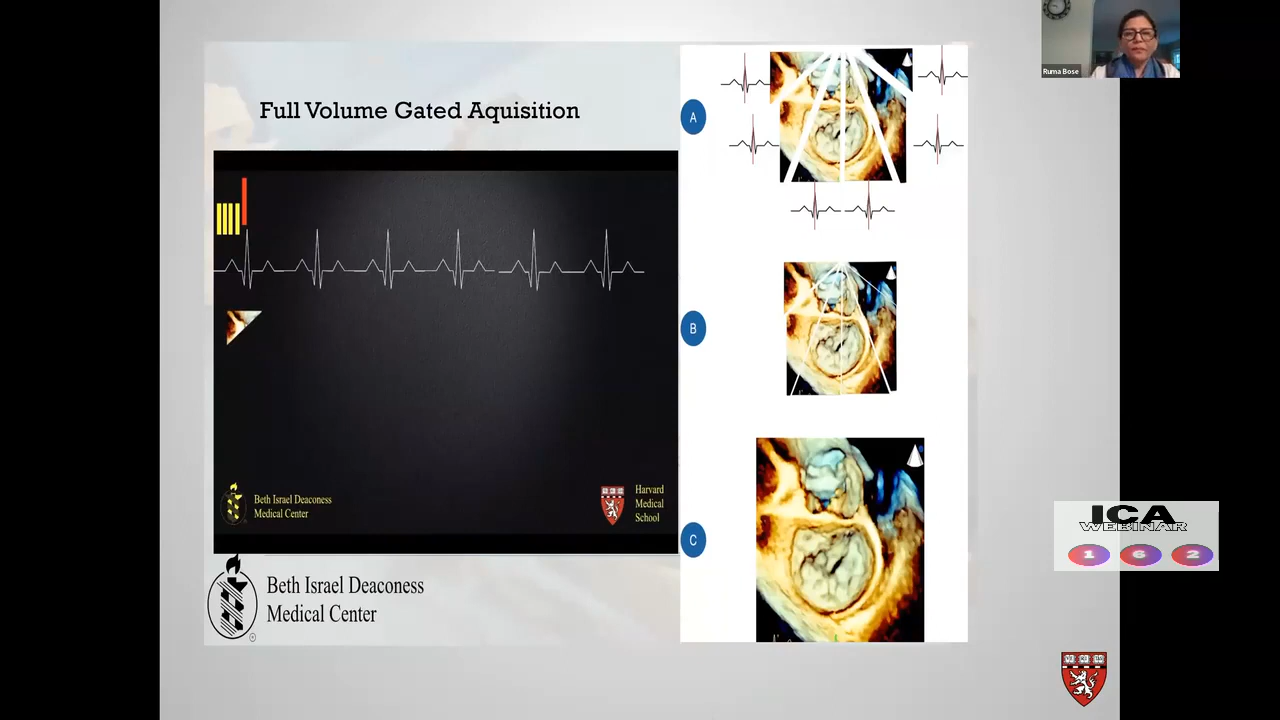 Ruma Bose
Full Volume Gated Aquisition
A
B
C
Beth Israel Deaconess
Medical Center
Harvard
Medical
School
Beth Israel Deaconess
Medical Center
ICA
WEBINAR
1 6 2